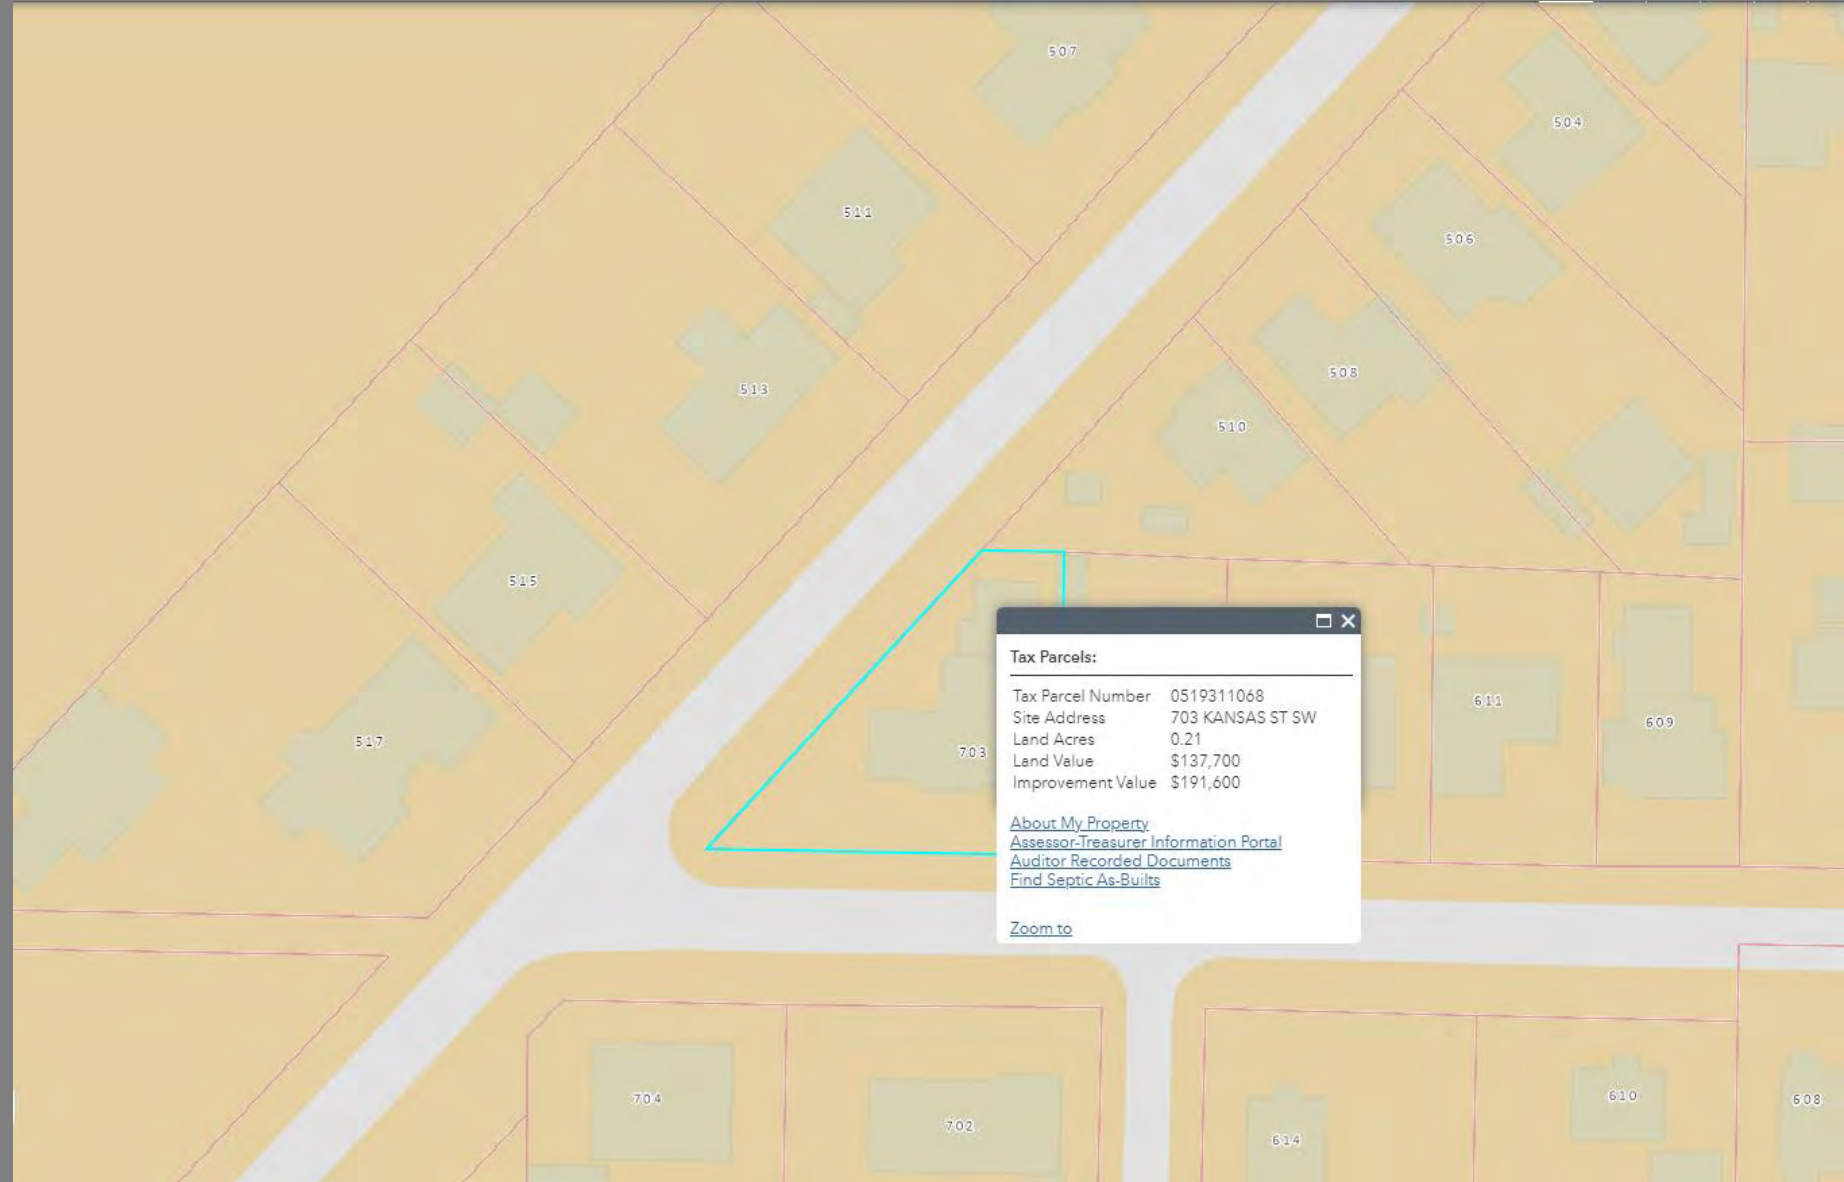 507
504
511
506
508
513
510
515
Tax Parcels:
Tax Parcel Number 0519311068
Site Address 703 KANSAS ST SW
Land Acres 0.21
Land Value $137,700
Improvement Value $191,600
About My Property
Assessor-Treasurer Information Portal
Auditor Recorded Documents
Find Septic As-Builts
Zoom to
611
609
517
703
704
610
608
702
614